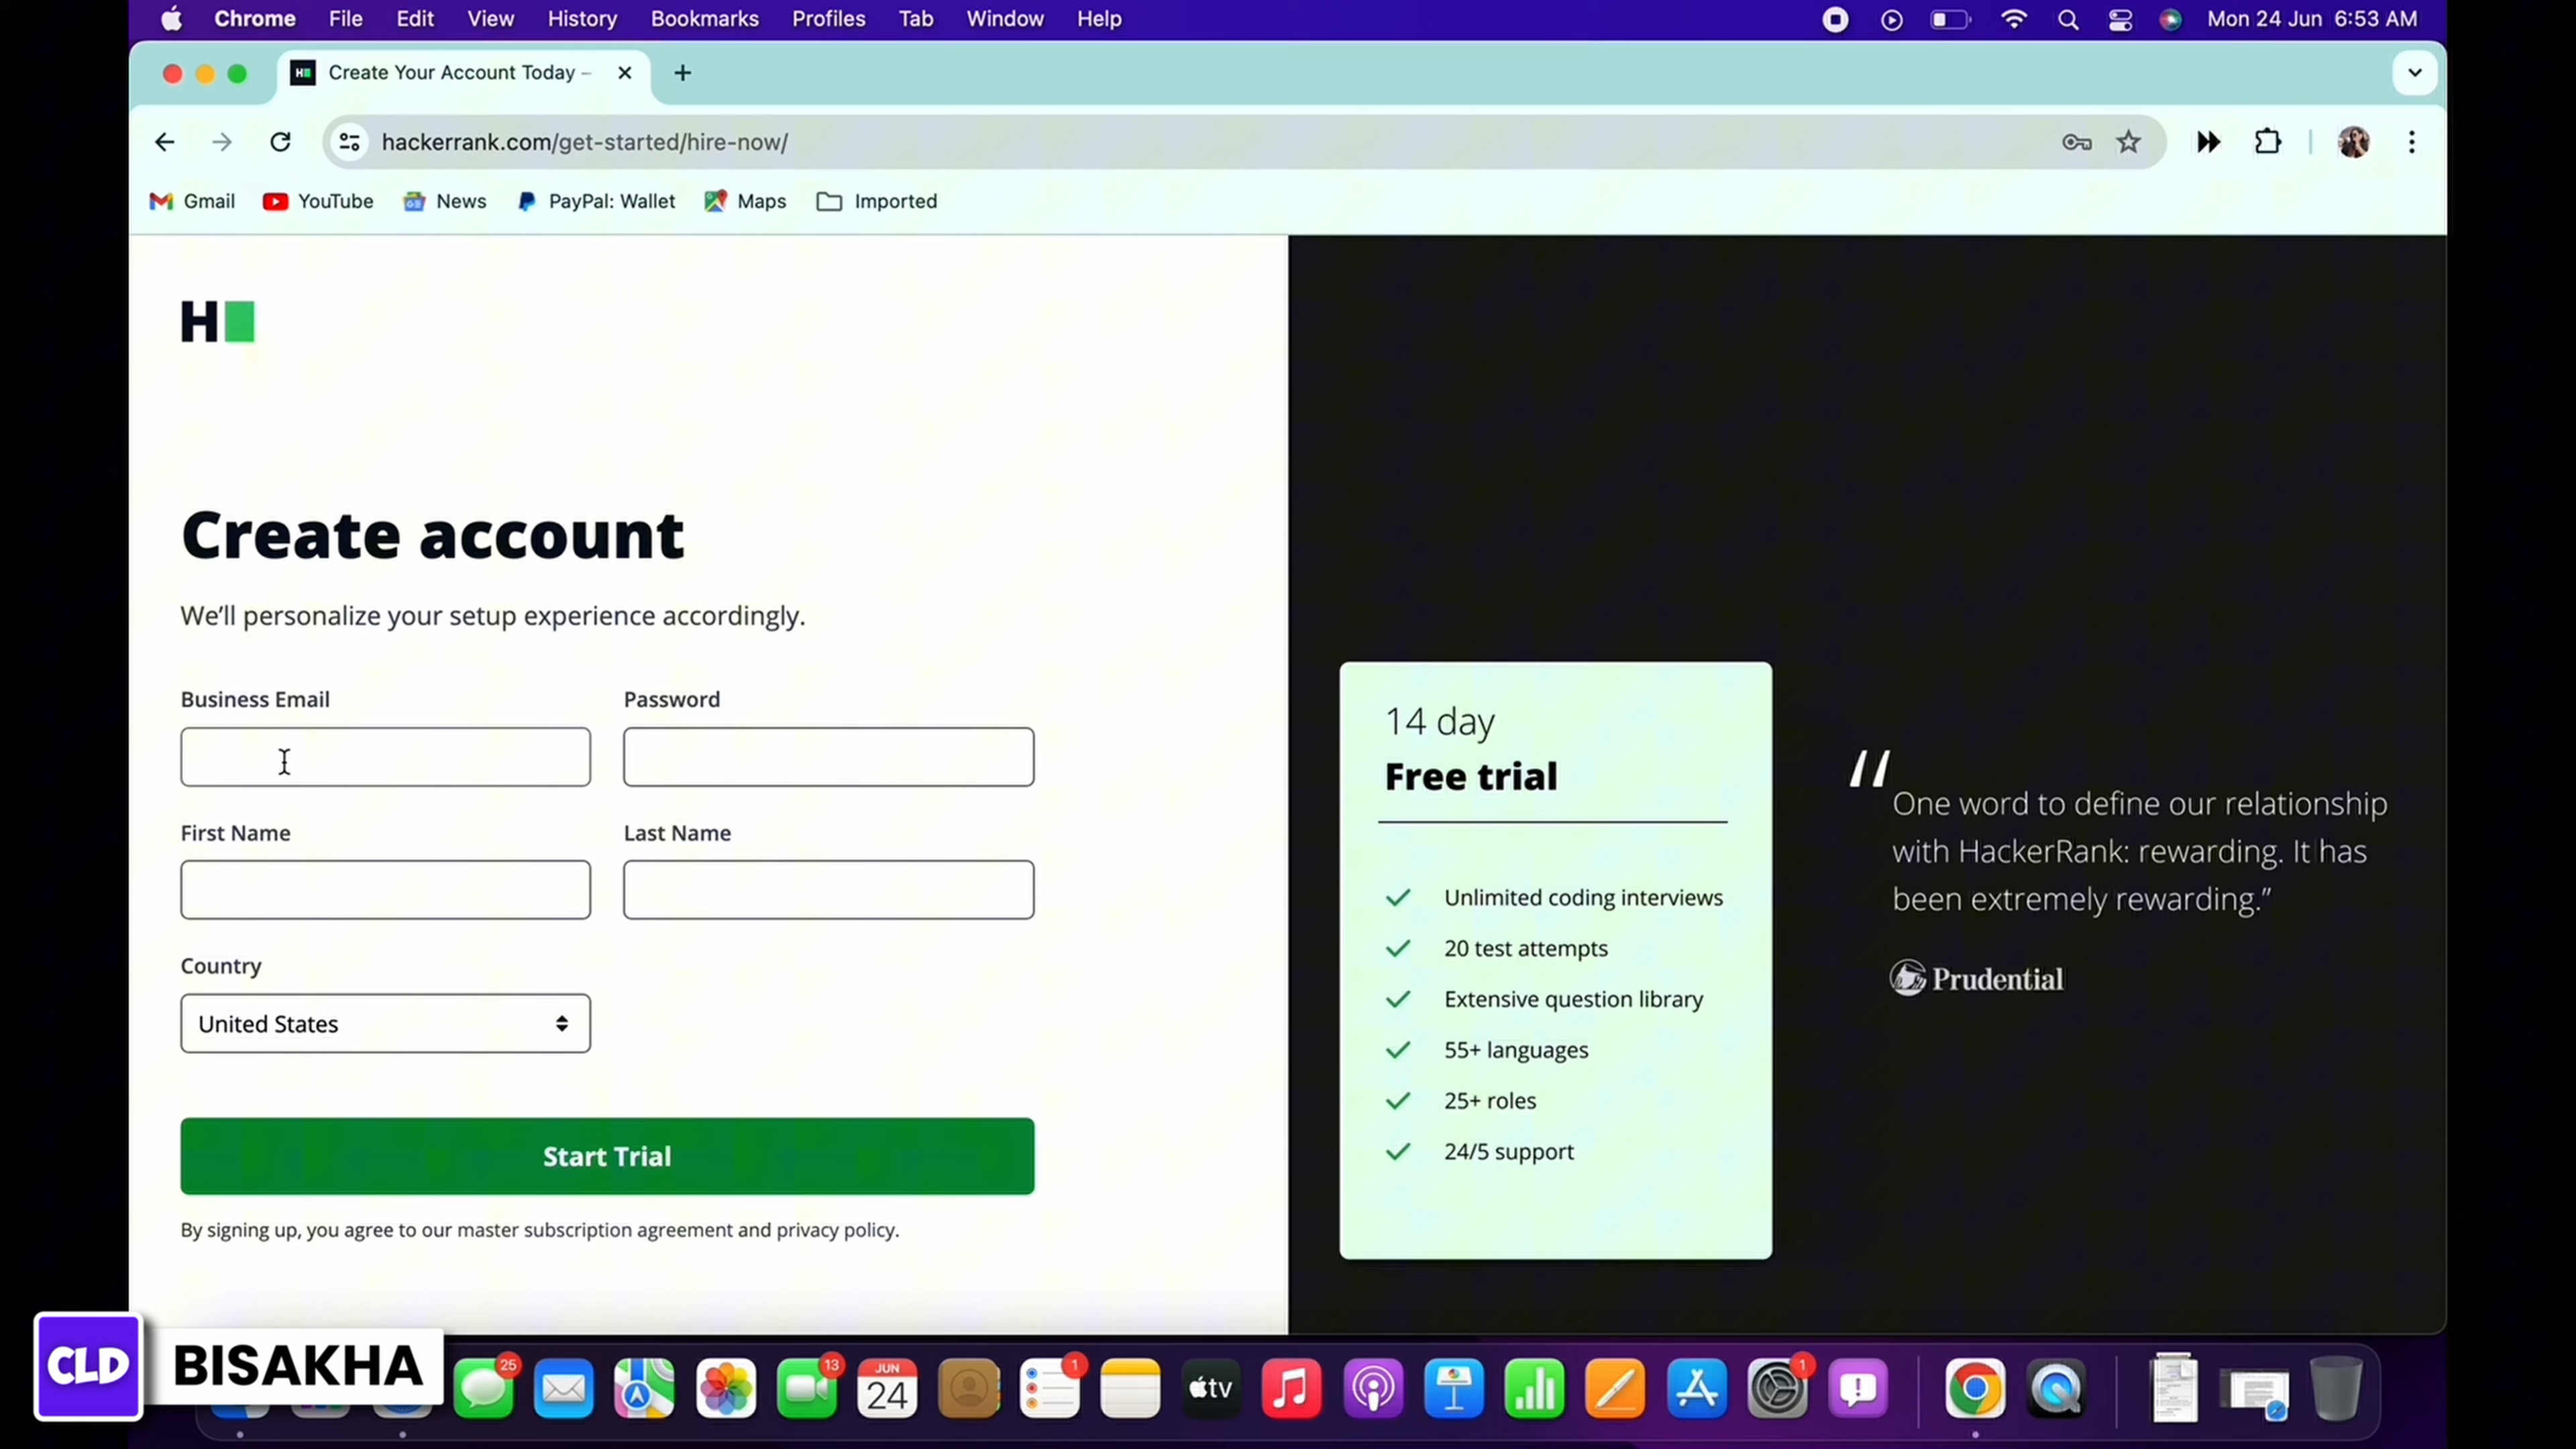 Chrome File Edit View History Bookmarks Profiles Tab Window Help Mon 24 Jun 6:53 AM
Create Your Account Today –
hackerrank.com/get-started/hire-now/
Gmail YouTube News PayPal: Wallet Maps Imported
H
Create account
We'll personalize your setup experience accordingly.
Business Email Password
First Name Last Name
Country
United States
Start Trial
By signing up, you agree to our master subscription agreement and privacy policy.
14 day
Free trial
Unlimited coding interviews
20 test attempts
Extensive question library
55+ languages
25+ roles
24/5 support
"One word to define our relationship
with HackerRank: rewarding. It has
been extremely rewarding."
Prudential
CLD BISAKHA
25 13 JUN 24 1 tv 1